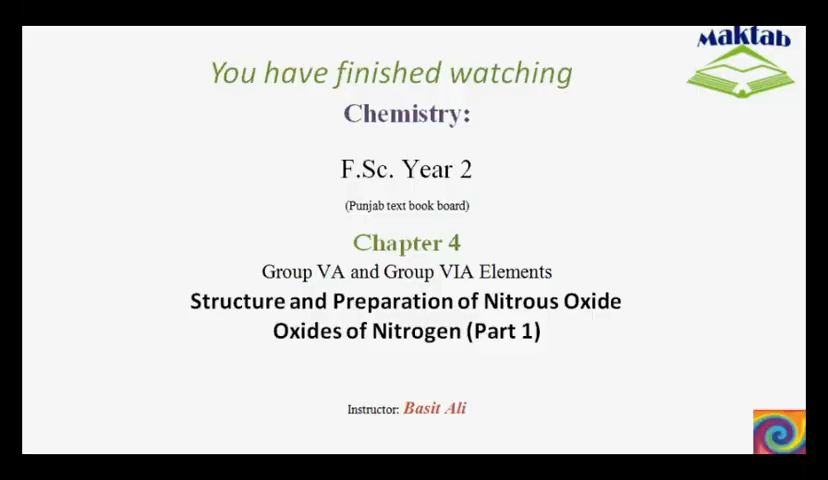 Maktab
You have finished watching
Chemistry:
F.Sc. Year 2
(Punjab text book board)
Chapter 4
Group VA and Group VIA Elements
Structure and Preparation of Nitrous Oxide
Oxides of Nitrogen (Part 1)
Instructor: Basit Ali